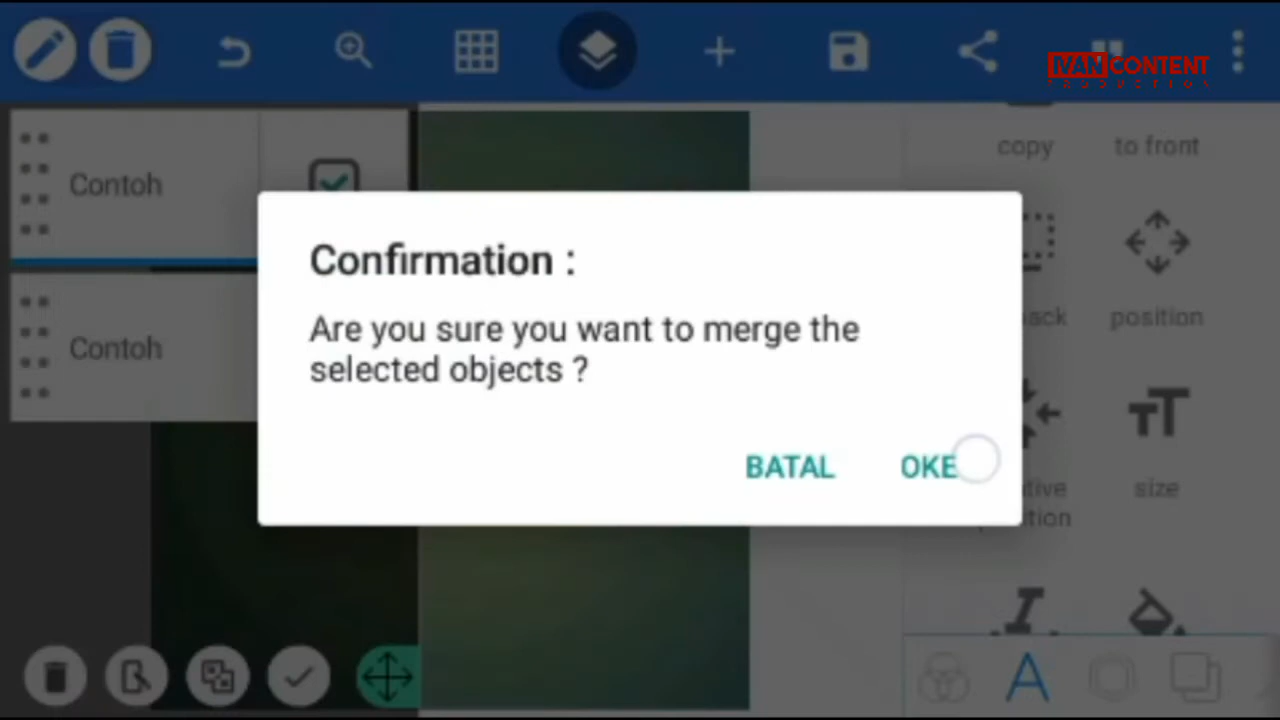 IVAN CONTENT
PRODUCTION
copy
to front
Contoh
Confirmation :
Are you sure you want to merge the
selected objects ?
position
Contoh
BATAL
OKE
size
A